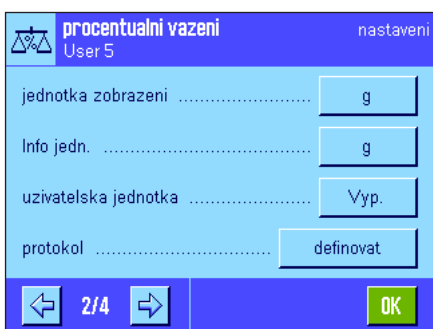 procentualni vazeni
nastaveni
User 5
jednotka zobrazeni ........................ g
Info jedn. ..................................... g
uzivatelska jednotka ...................... Vyp.
protokol ................................ definovat
2/4
OK